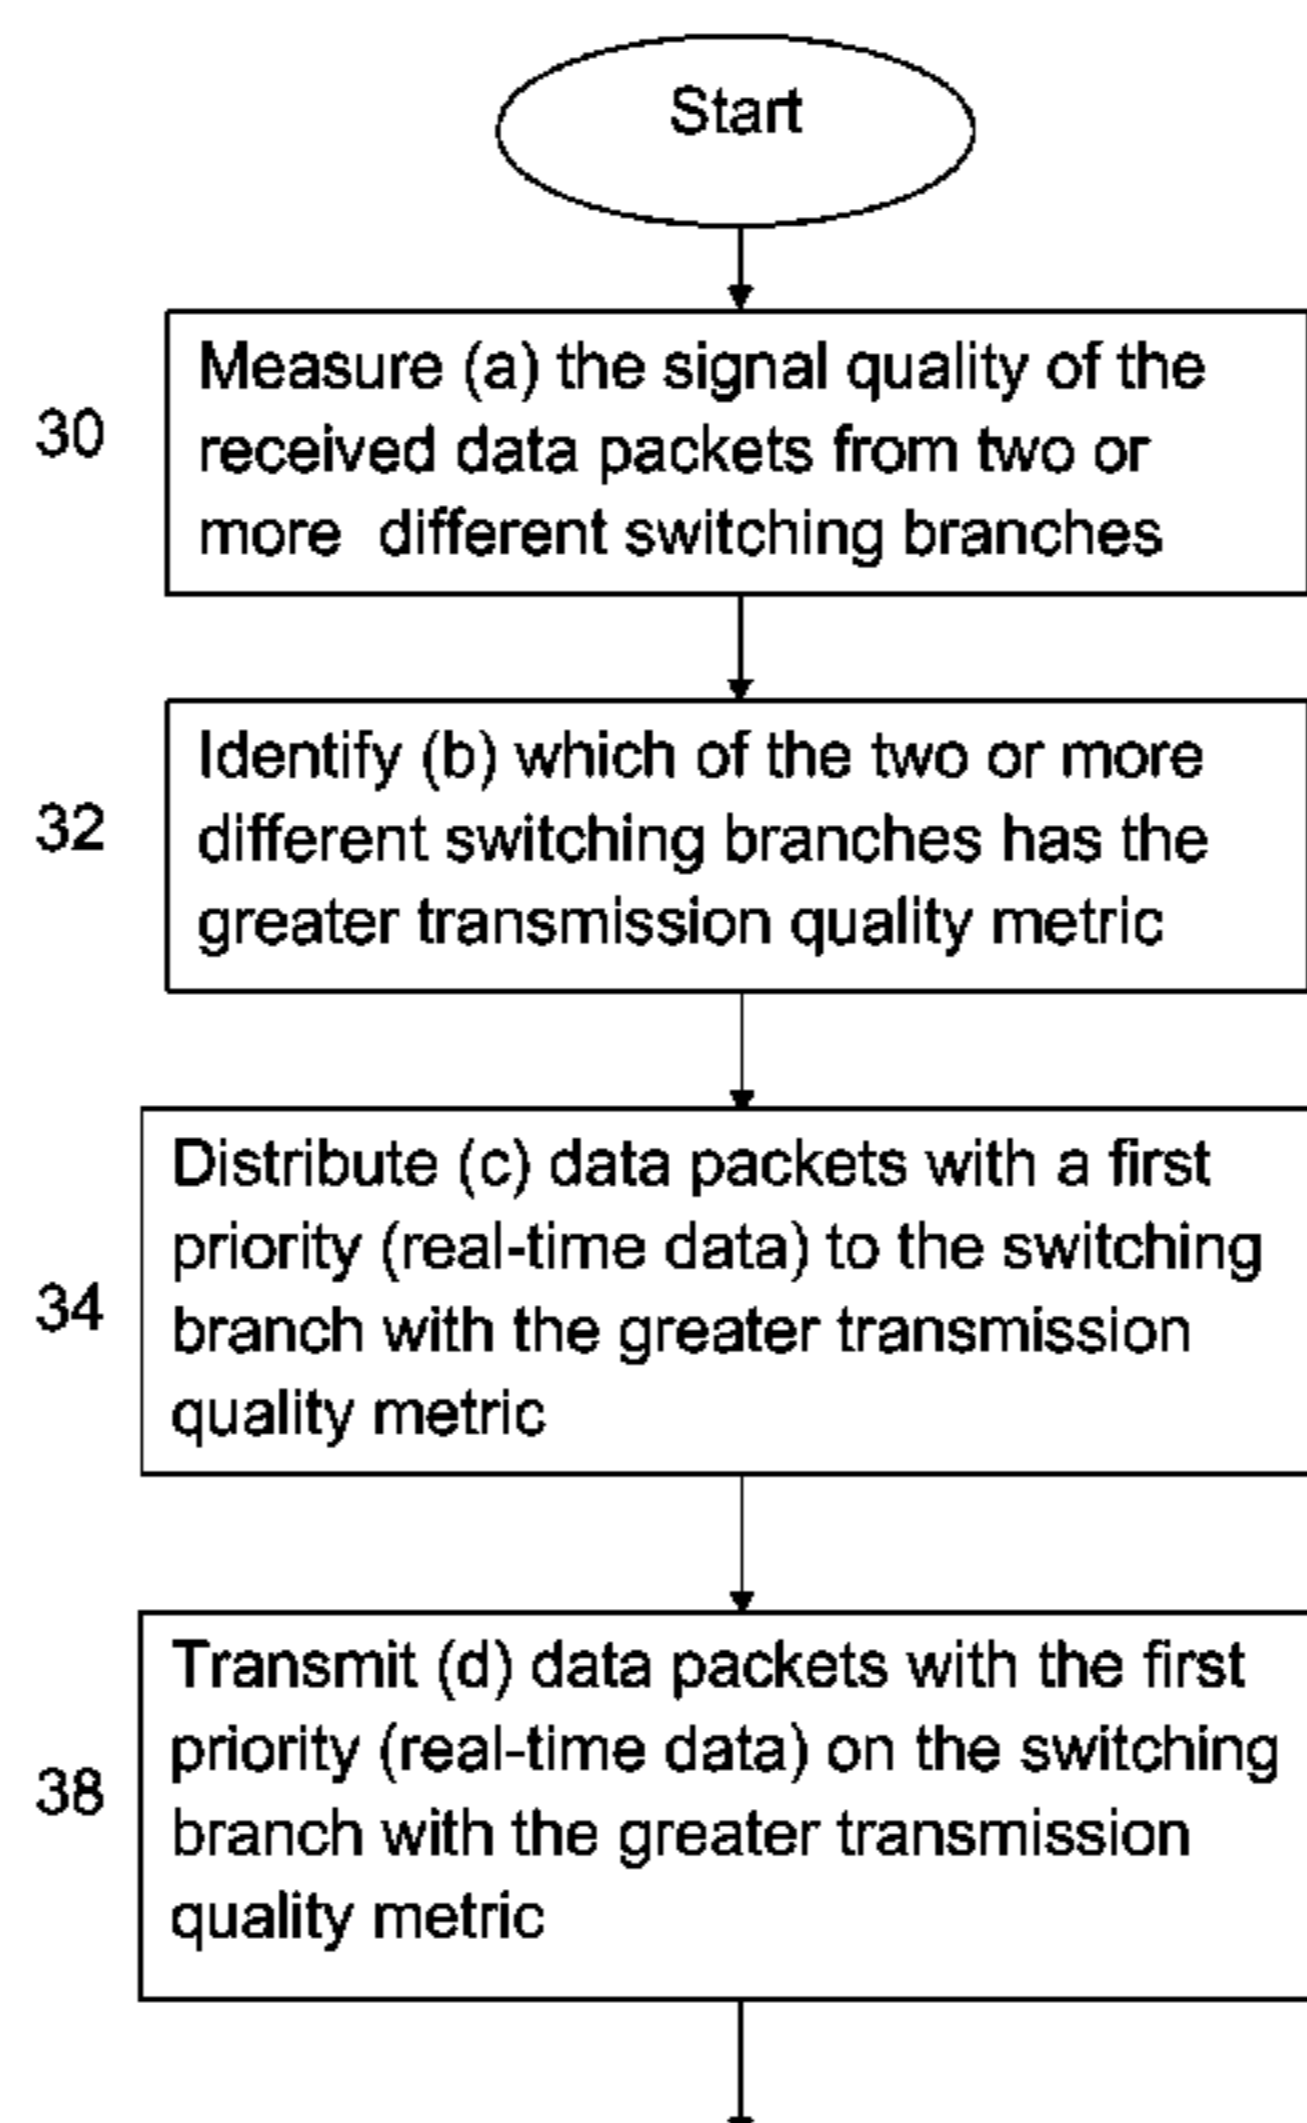 Start
30
Measure (a) the signal quality of the
received data packets from two or
more different switching branches
32
Identify (b) which of the two or more
different switching branches has the
greater transmission quality metric
34
Distribute (c) data packets with a first
priority (real-time data) to the switching
branch with the greater transmission
quality metric
38
Transmit (d) data packets with the first
priority (real-time data) on the switching
branch with the greater transmission
quality metric